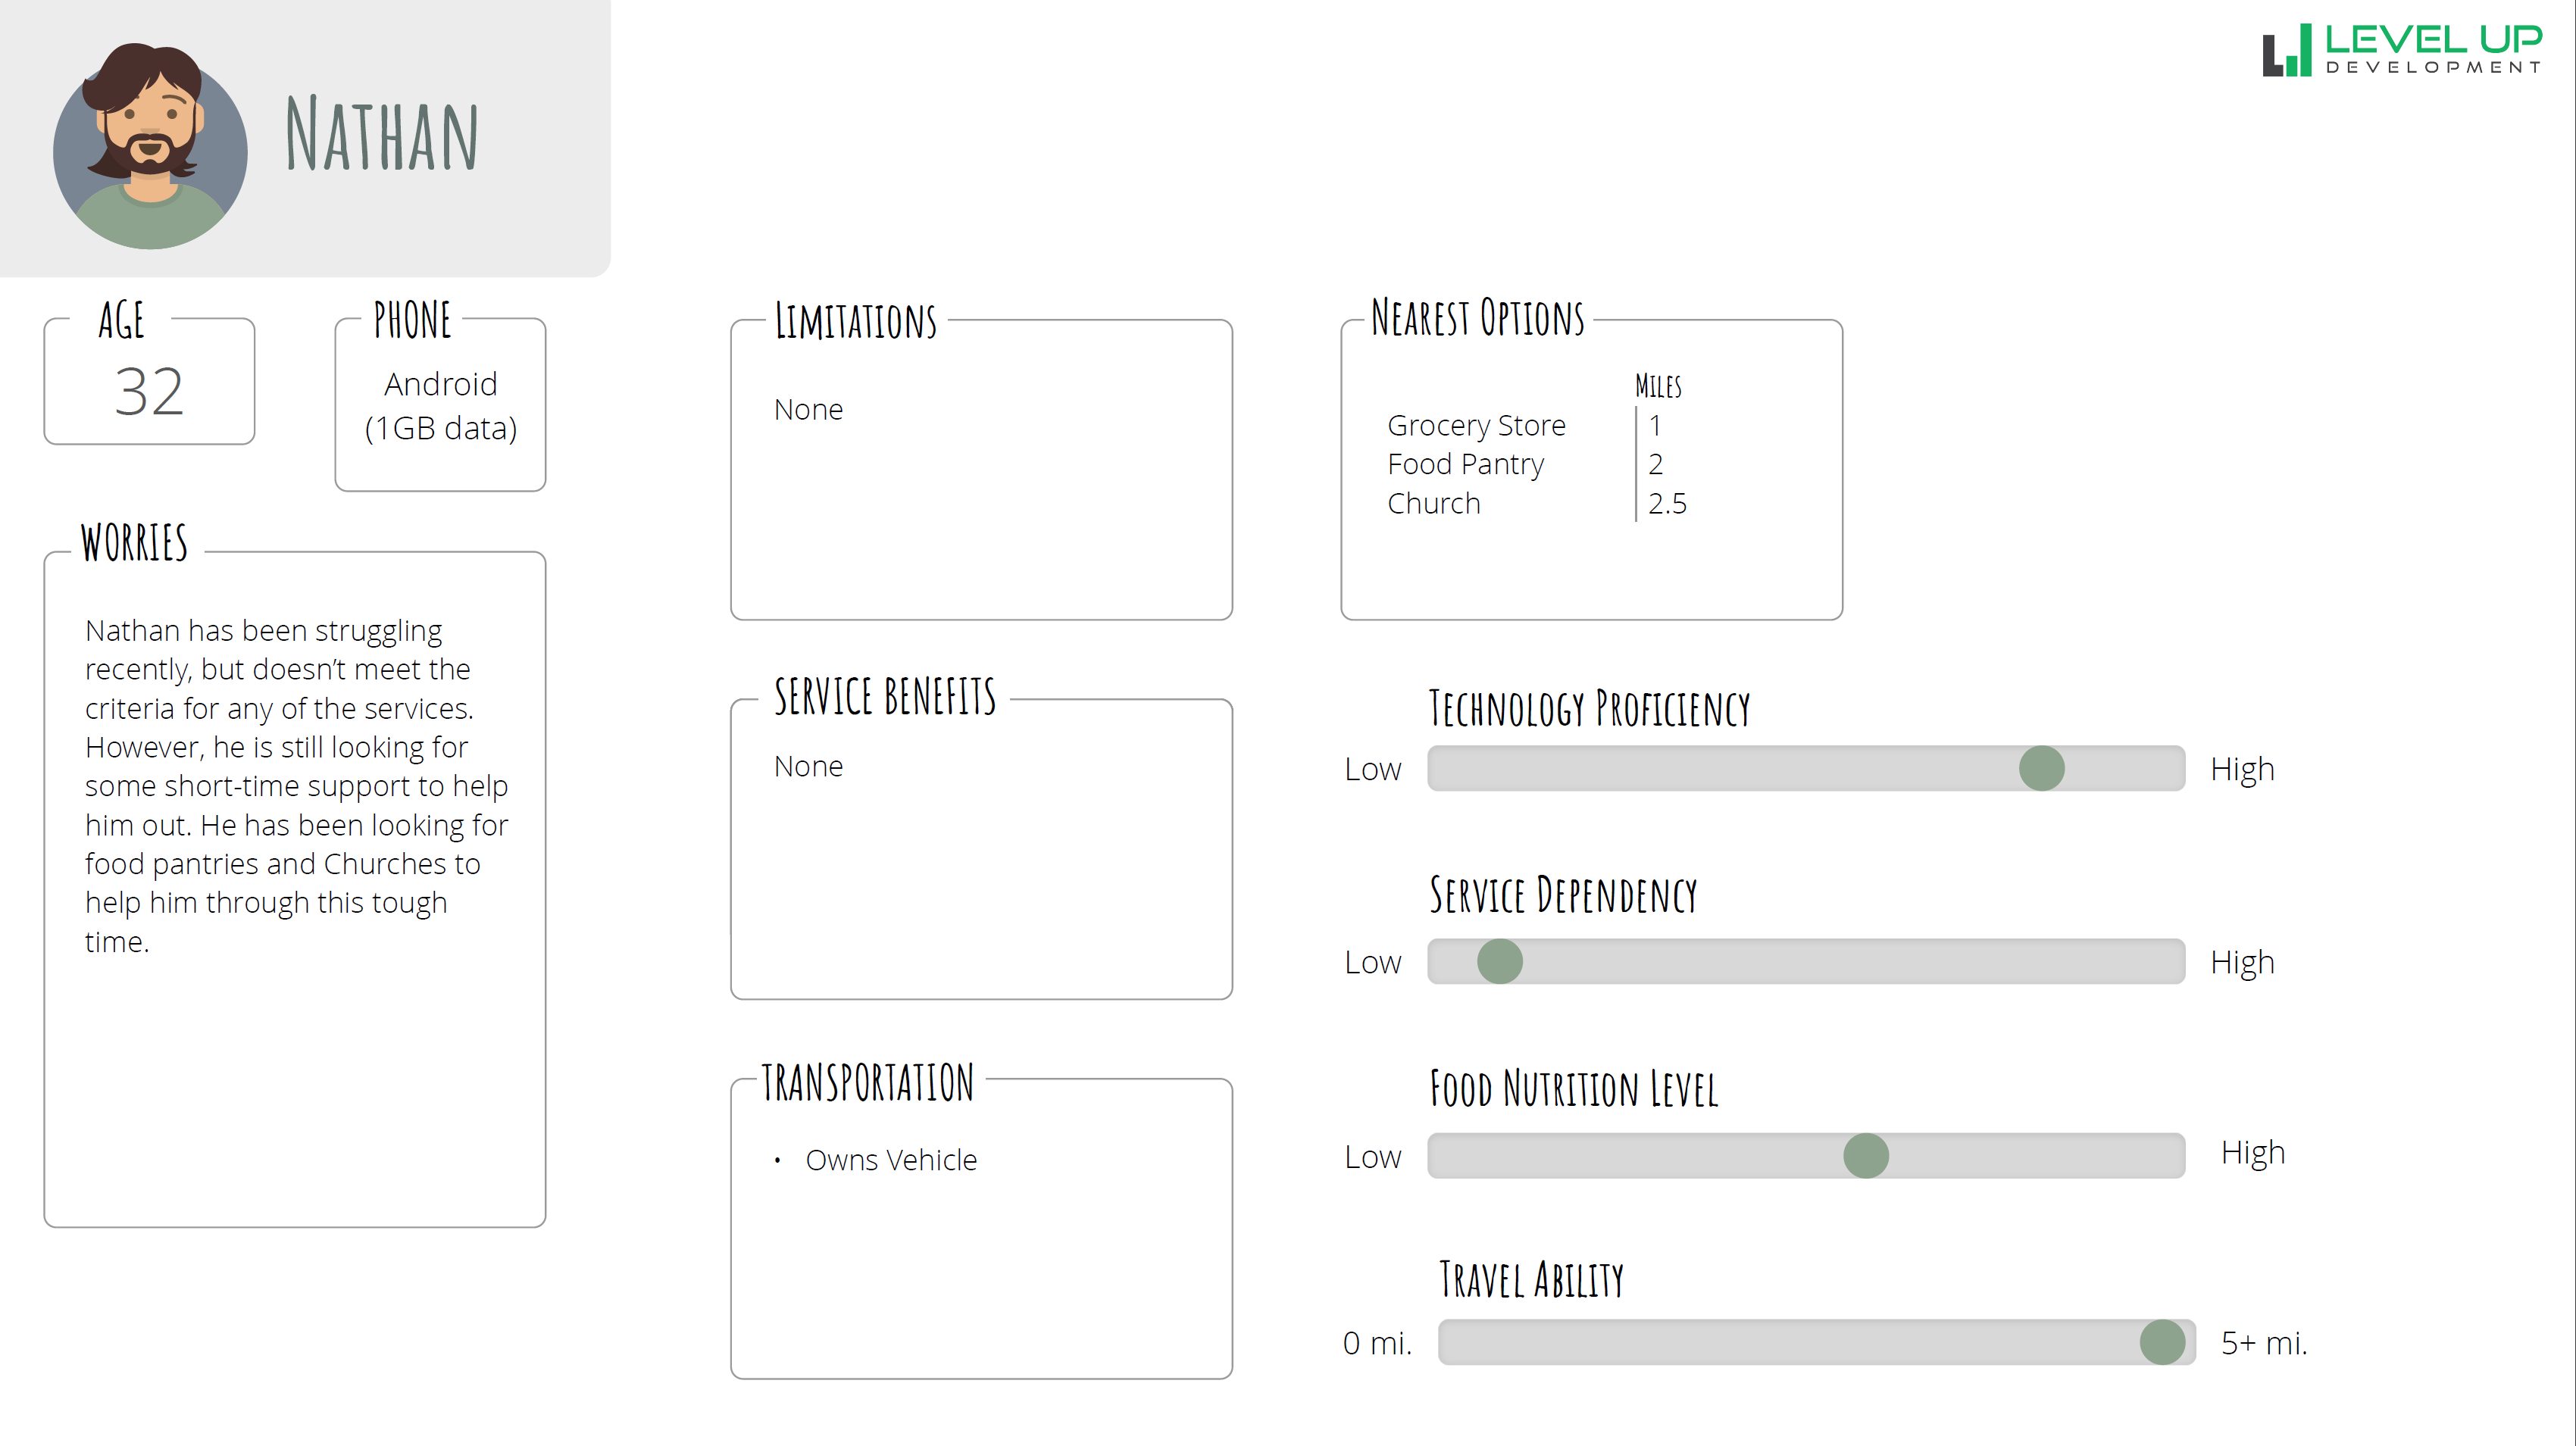 NATHAN
LEVEL UP
DEVELOPMENT
AGE
32
PHONE
Android
(1GB data)
WORRIES
Nathan has been struggling
recently, but doesn’t meet the
criteria for any of the services.
However, he is still looking for
some short-time support to help
him out. He has been looking for
food pantries and Churches to
help him through this tough
time.
LIMITATIONS
None
SERVICE BENEFITS
None
TRANSPORTATION
• Owns Vehicle
NEAREST OPTIONS
MILES
Grocery Store 1
Food Pantry 2
Church 2.5
TECHNOLOGY PROFICIENCY
Low High
SERVICE DEPENDENCY
Low High
FOOD NUTRITION LEVEL
Low High
TRAVEL ABILITY
0 mi. 5+ mi.